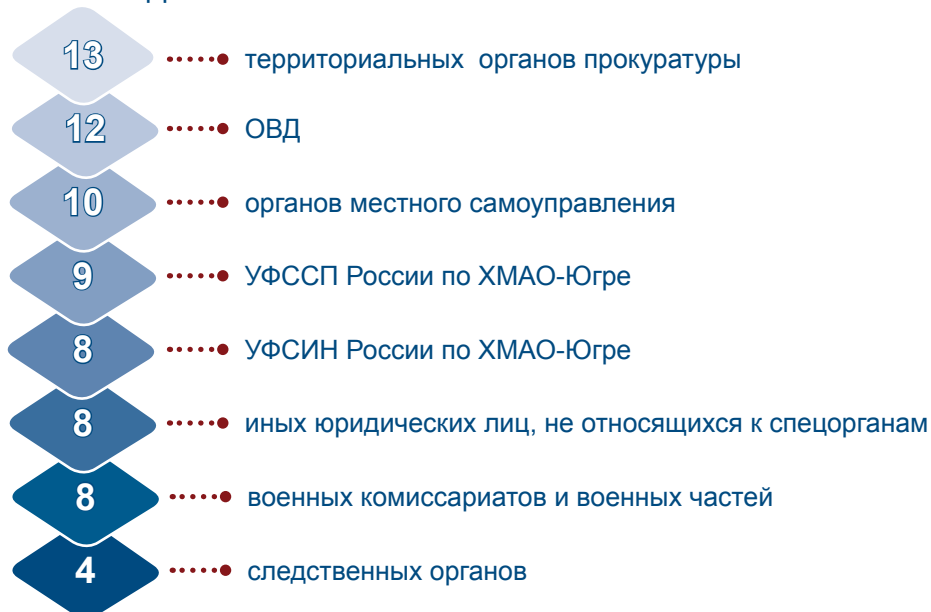 13 территориальных органов прокуратуры
12 ОВД
10 органов местного самоуправления
9 УФССП России по ХМАО-Югре
8 УФСИН России по ХМАО-Югре
8 иных юридических лиц, не относящихся к спецорганам
8 военных комиссариатов и военных частей
4 следственных органов